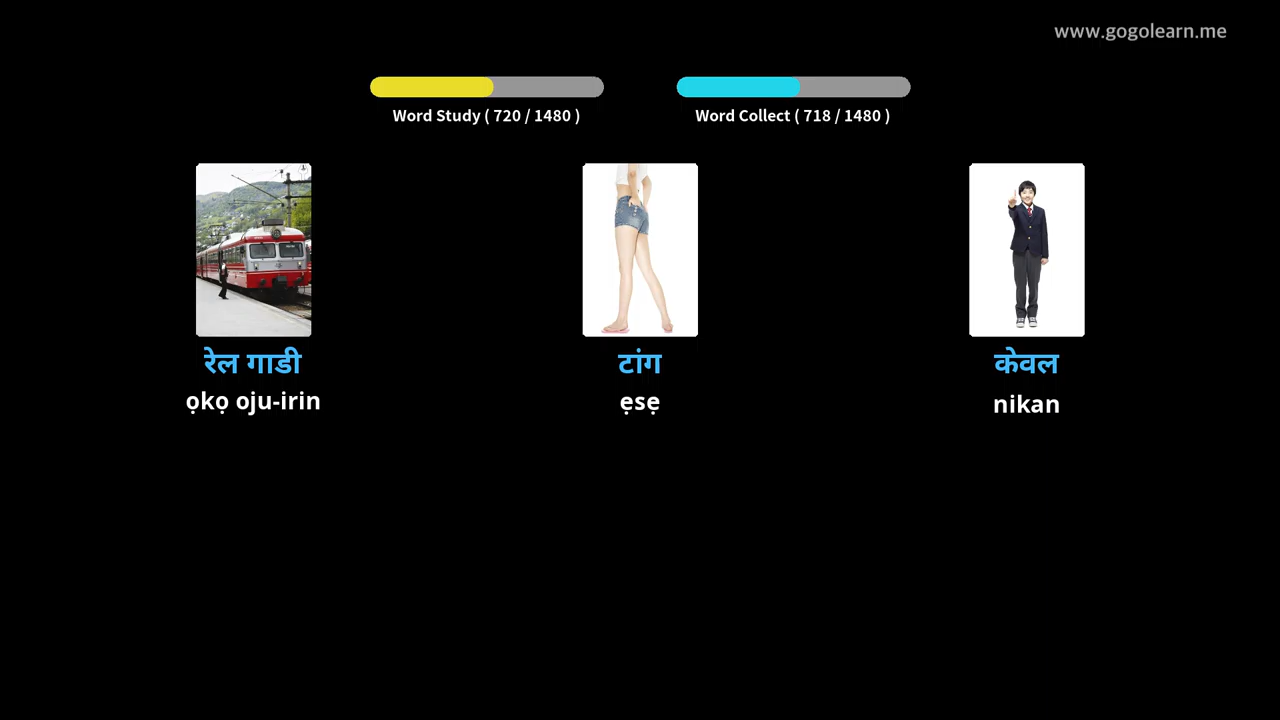 www.gogolearn.me
Word Study ( 720 / 1480 )
Word Collect ( 718 / 1480 )
रेल गाडी
ọkọ oju-irin
टांग
ẹsẹ
केवल
nikan